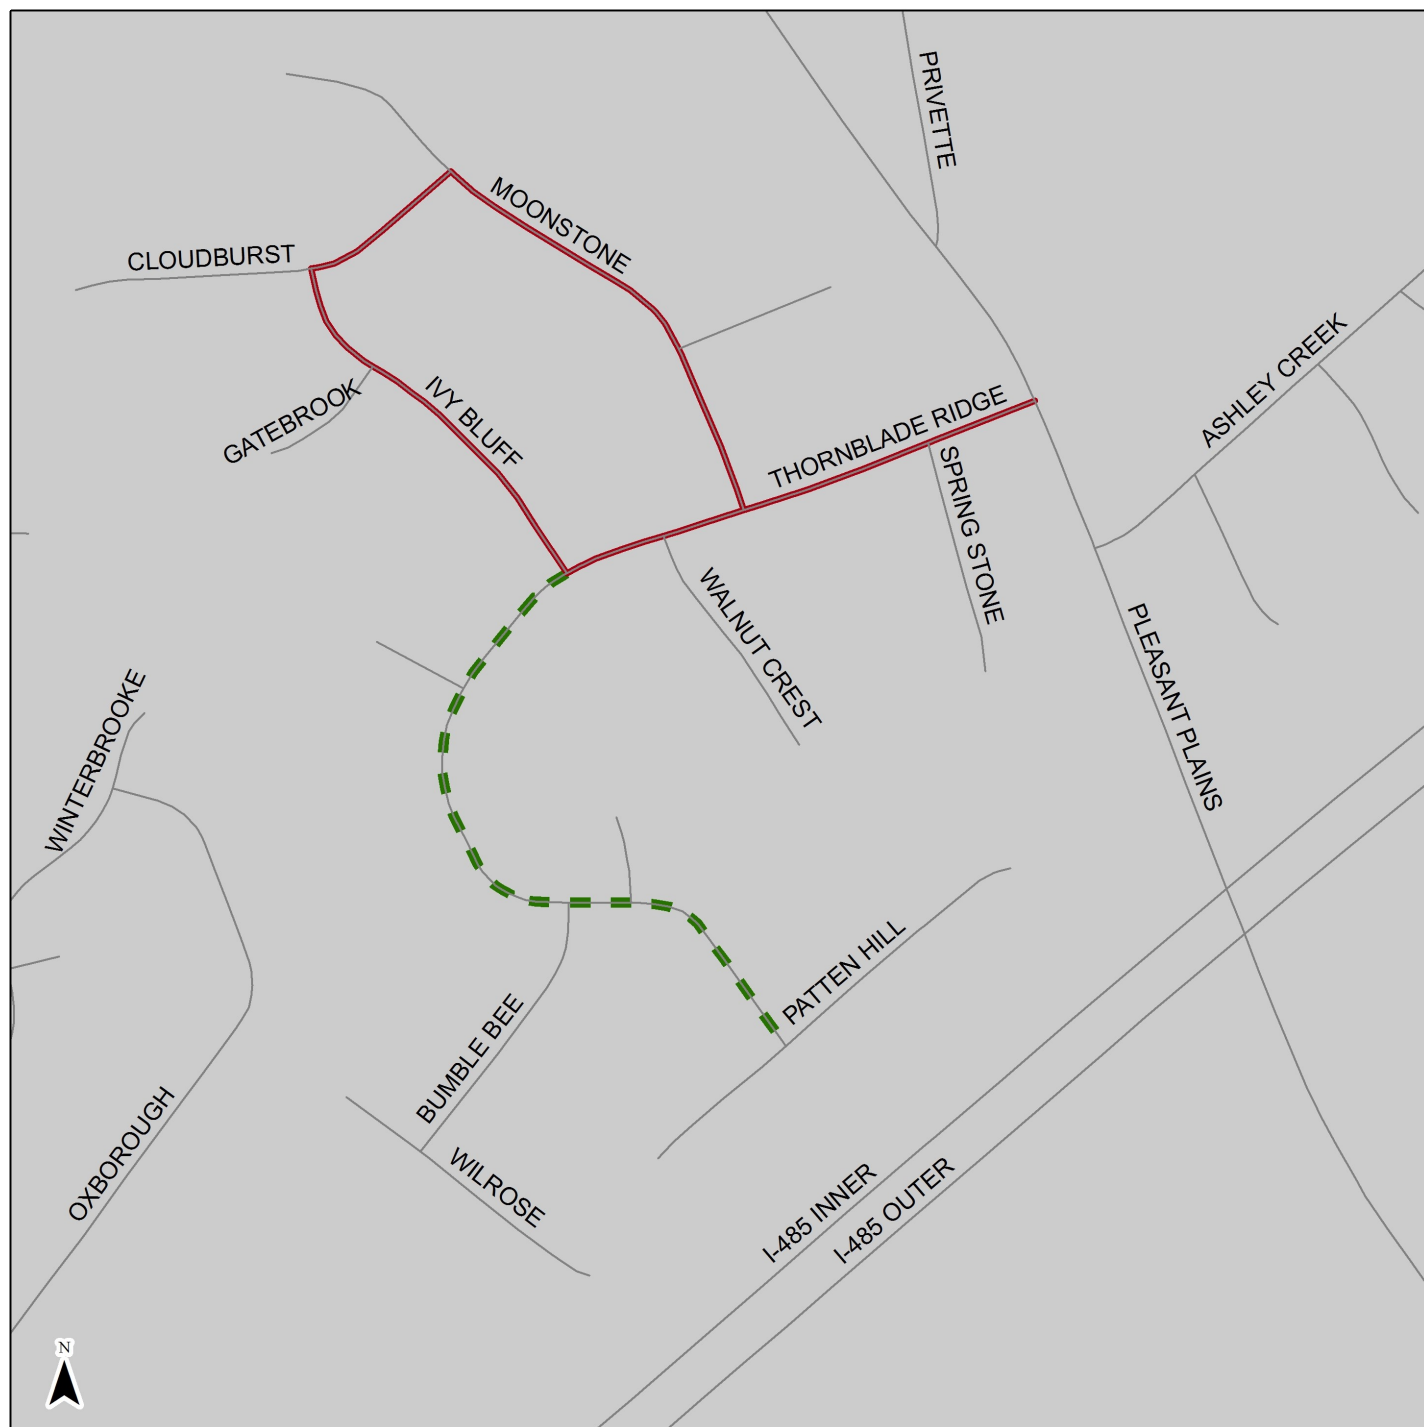 PRIVETTE
MOONSTONE
CLOUDBURST
ASHLEY CREEK
GATEBROOK
IVY BLUFF
THORNBLADE RIDGE
SPRING STONE
WALNUT CREST
PLEASANT PLAINS
WINTERBROOKE
PATTEN HILL
BUMBLE BEE
OXBOROUGH
WILROSE
I-485 INNER
I-485 OUTER
N